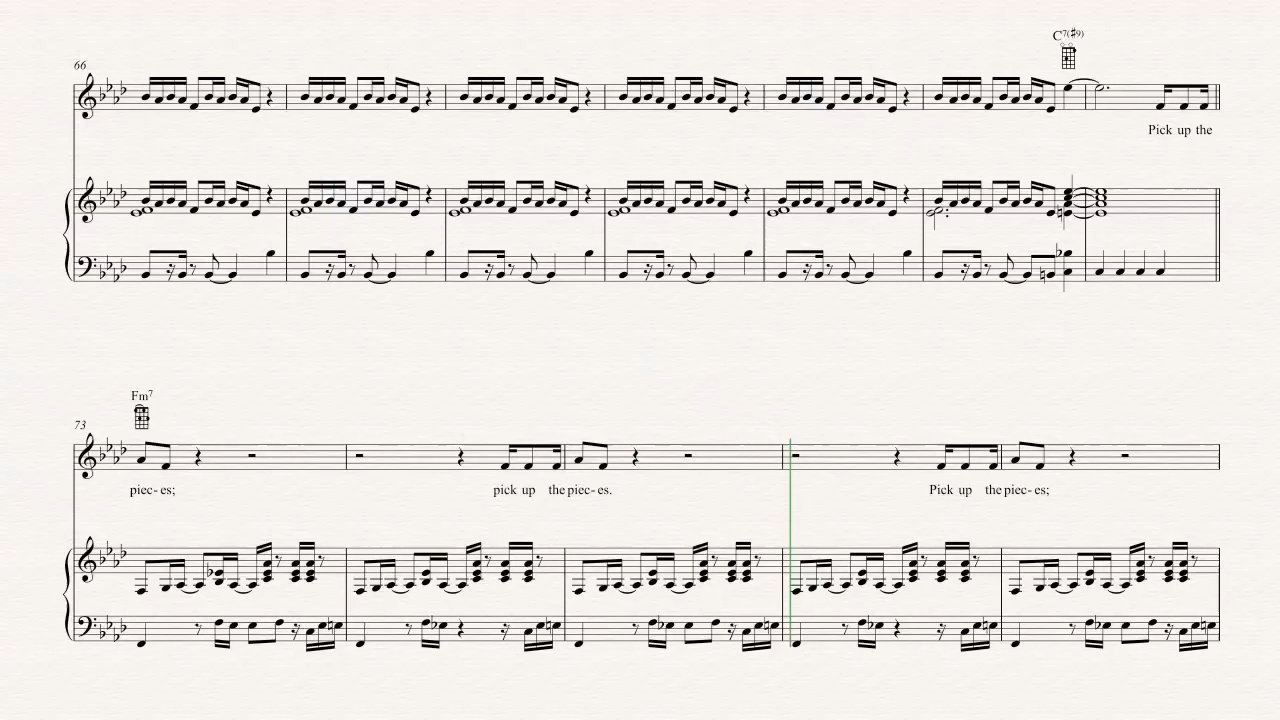 C7(♯9)
66
Pick up the
Fm7
73
piec- es; pick up the piec- es. Pick up the piec- es;